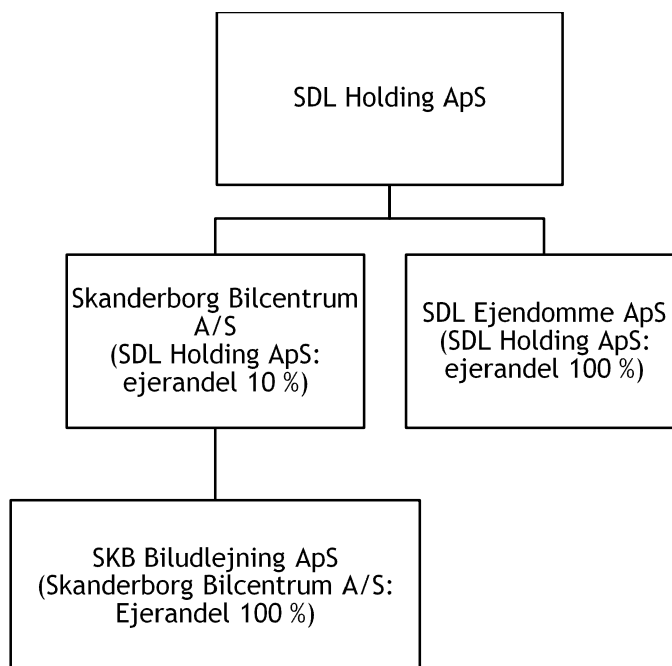 SDL Holding ApS
Skanderborg Bilcentrum
A/S
(SDL Holding ApS:
ejerandel 10 %)
SDL Ejendomme ApS
(SDL Holding ApS:
ejerandel 100 %)
SKB Biludlejning ApS
(Skanderborg Bilcentrum A/S:
Ejerandel 100 %)